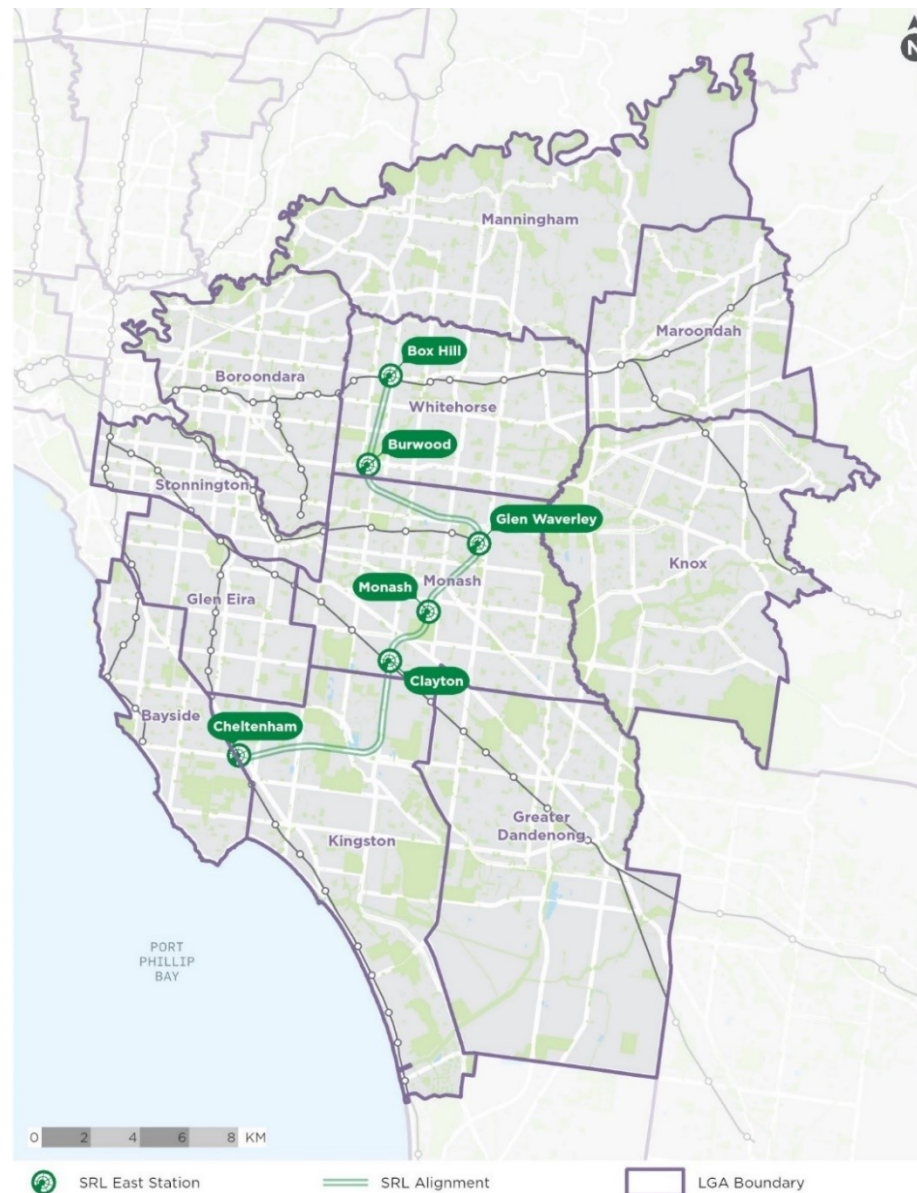 N
Manningham
Maroondah
Box Hill
Boroondara
Whitehorse
Burwood
Stonnington
Glen Waverley
Knox
Monash
Monash
Glen Eira
Clayton
Bayside
Cheltenham
Greater
Dandenong
Kingston
PORT
PHILLIP
BAY
0 2 4 6 8 KM
SRL East Station
SRL Alignment
LGA Boundary